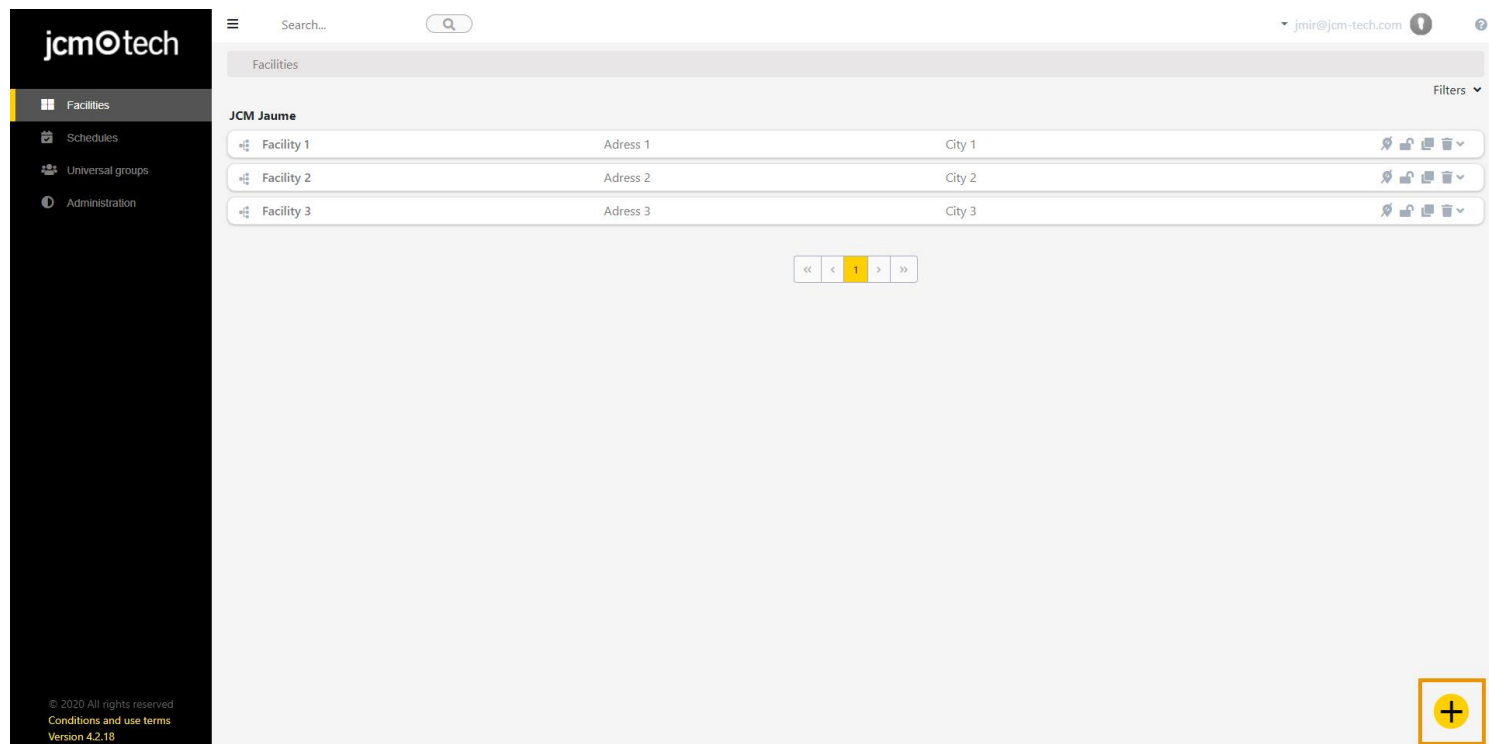 jcm tech
Search...
jmir@jcm-tech.com
Facilities
Filters
Facilities
Schedules
Universal groups
Administration
JCM Jaume
Facility 1 Adress 1 City 1
Facility 2 Adress 2 City 2
Facility 3 Adress 3 City 3
« < 1 > »
© 2020 All rights reserved
Conditions and use terms
Version 4.2.18